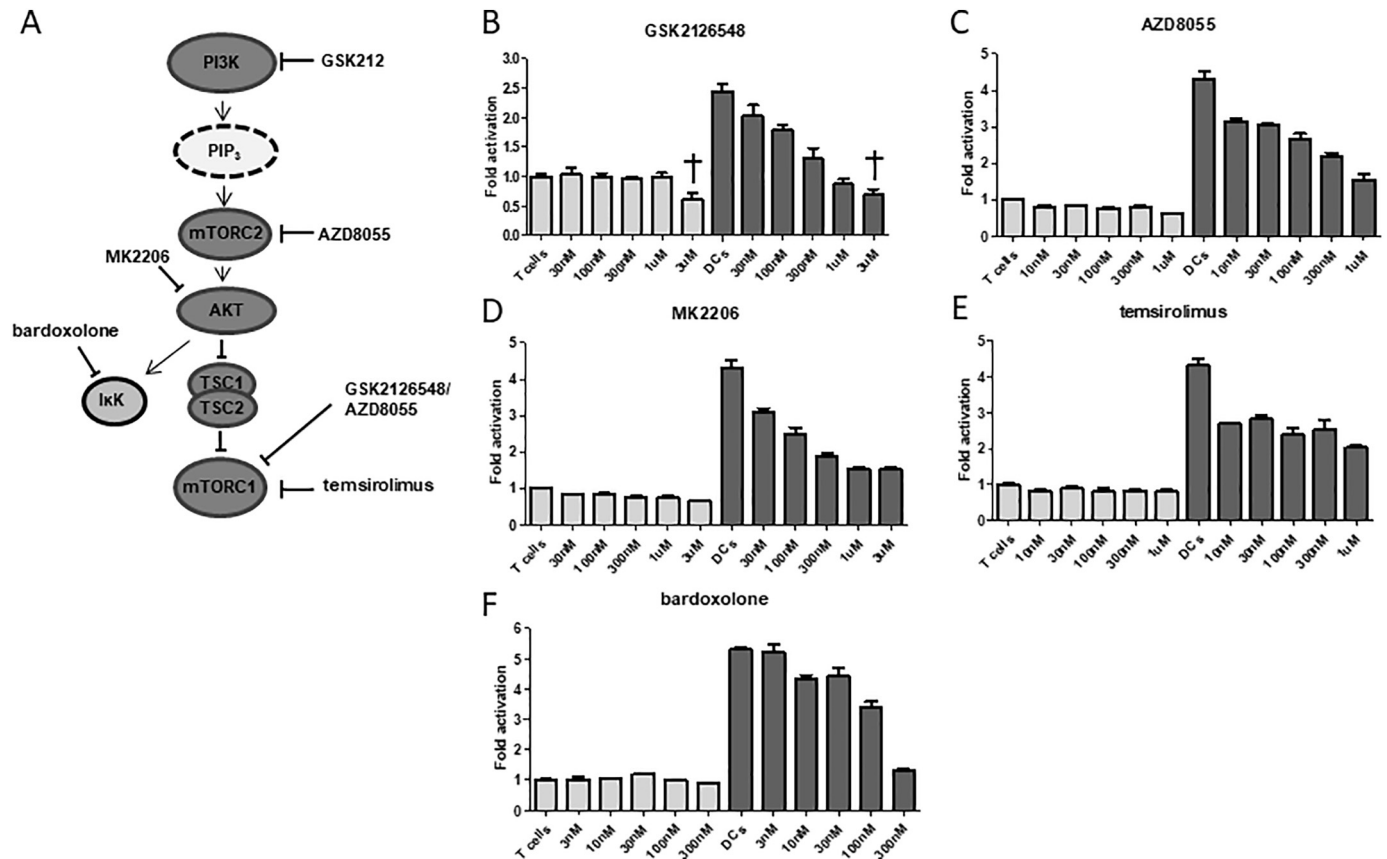 A
PI3K
GSK212
PIP3
mTORC2
AZD8055
MK2206
AKT
bardoxolone
IκK
TSC1
TSC2
GSK2126548/
AZD8055
mTORC1
temsirolimus
B
GSK2126548
Fold activation
3.0
2.5
2.0
1.5
1.0
0.5
0.0
†
†
T cells 30nM 100nM 300nM 1uM 3uM DCs 30nM 100nM 300nM 1uM 3uM
C
AZD8055
Fold activation
5
4
3
2
1
0
T cells 10nM 30nM 100nM 300nM 1uM DCs 10nM 30nM 100nM 300nM 1uM
D
MK2206
Fold activation
5
4
3
2
1
0
T cells 30nM 100nM 300nM 1uM 3uM DCs 30nM 100nM 300nM 1uM 3uM
E
temsirolimus
Fold activation
5
4
3
2
1
0
T cells 10nM 30nM 100nM 300nM 1uM DCs 10nM 30nM 100nM 300nM 1uM
F
bardoxolone
Fold activation
6
5
4
3
2
1
0
T cells 3nM 10nM 30nM 100nM 300nM DCs 3nM 10nM 30nM 100nM 300nM